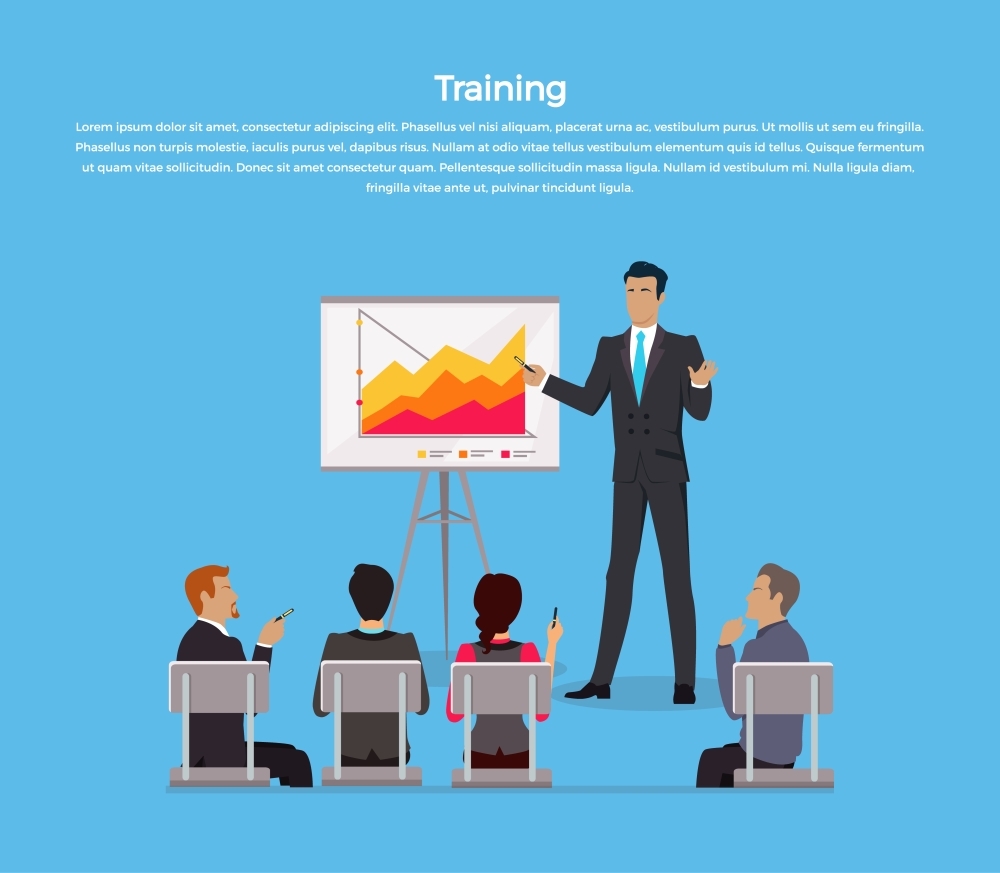 Training
Lorem ipsum dolor sit amet, consectetur adipiscing elit. Phasellus vel nisi aliquam, placerat urna ac, vestibulum purus. Ut mollis ut sem eu fringilla.
Phasellus non turpis molestie, iaculis purus vel, dapibus risus. Nullam at odio vitae tellus vestibulum elementum quis id tellus. Quisque fermentum
ut quam vitae sollicitudin. Donec sit amet consectetur quam. Pellentesque sollicitudin massa ligula. Nullam id vestibulum mi. Nulla ligula diam,
fringilla vitae ante ut, pulvinar tincidunt ligula.